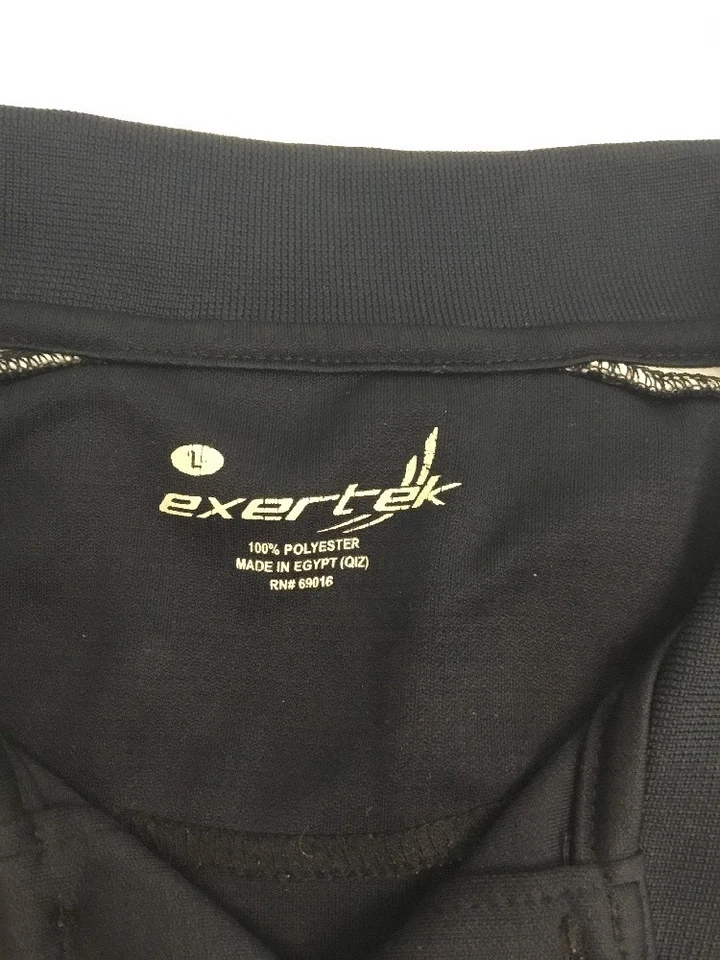 L
exertek
100% POLYESTER
MADE IN EGYPT (QIZ)
RN# 69016